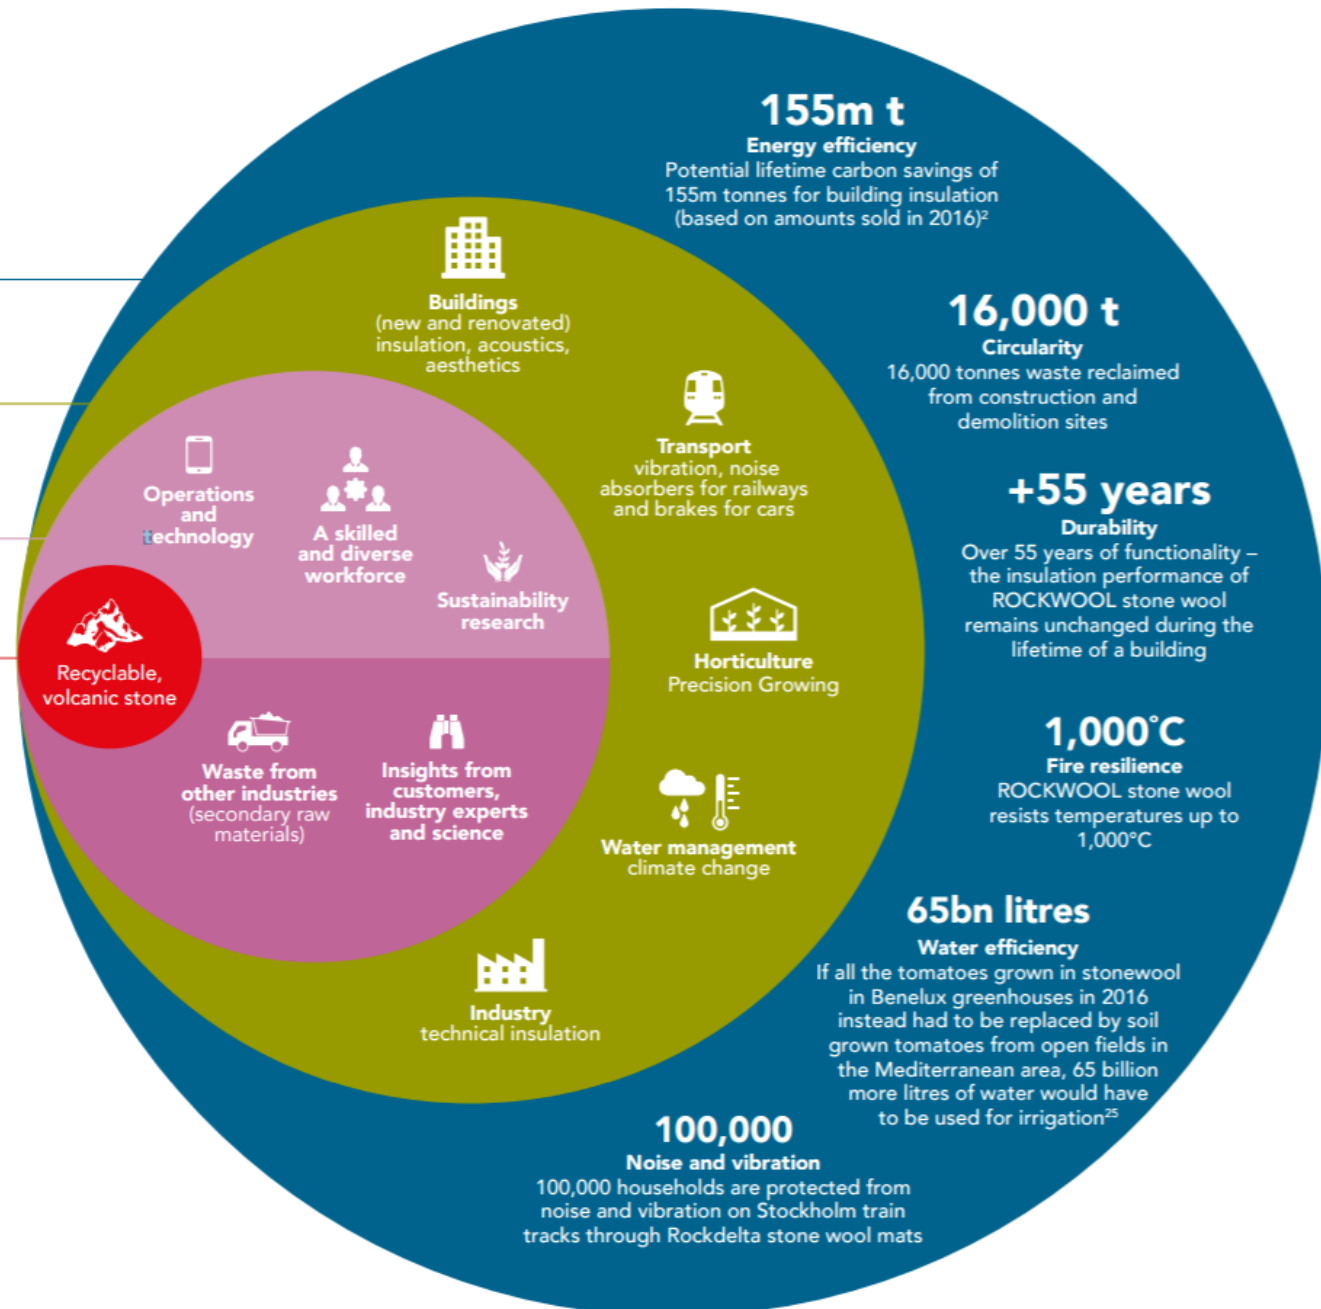 155m t
Energy efficiency
Potential lifetime carbon savings of
155m tonnes for building insulation
(based on amounts sold in 2016)²
16,000 t
Circularity
16,000 tonnes waste reclaimed
from construction and
demolition sites
+55 years
Durability
Over 55 years of functionality –
the insulation performance of
ROCKWOOL stone wool
remains unchanged during the
lifetime of a building
1,000°C
Fire resilience
ROCKWOOL stone wool
resists temperatures up to
1,000°C
65bn litres
Water efficiency
If all the tomatoes grown in stonewool
in Benelux greenhouses in 2016
instead had to be replaced by soil
grown tomatoes from open fields in
the Mediterranean area, 65 billion
more litres of water would have
to be used for irrigation²⁵
100,000
Noise and vibration
100,000 households are protected from
noise and vibration on Stockholm train
tracks through Rockdelta stone wool mats
Buildings
(new and renovated)
insulation, acoustics,
aesthetics
Transport
vibration, noise
absorbers for railways
and brakes for cars
Horticulture
Precision Growing
Water management
climate change
Industry
technical insulation
Operations
and
technology
A skilled
and diverse
workforce
Sustainability
research
Waste from
other industries
(secondary raw
materials)
Insights from
customers,
industry experts
and science
Recyclable,
volcanic stone